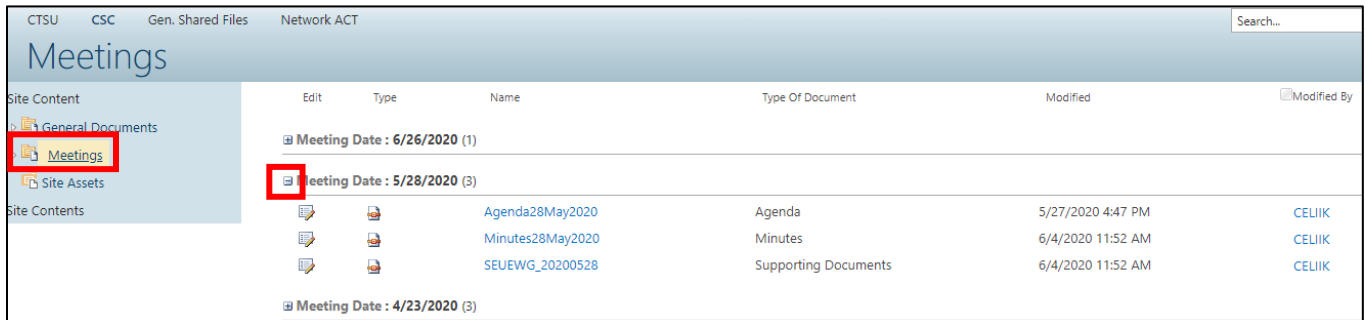 CTSU CSC Gen. Shared Files Network ACT Search...
Meetings
Site Content
General Documents
Meetings
Site Assets
Site Contents
Edit Type Name Type Of Document Modified Modified By
Meeting Date : 6/26/2020 (1)
Meeting Date : 5/28/2020 (3)
Agenda28May2020 Agenda 5/27/2020 4:47 PM CELIIK
Minutes28May2020 Minutes 6/4/2020 11:52 AM CELIIK
SEUEWG_20200528 Supporting Documents 6/4/2020 11:52 AM CELIIK
Meeting Date : 4/23/2020 (3)